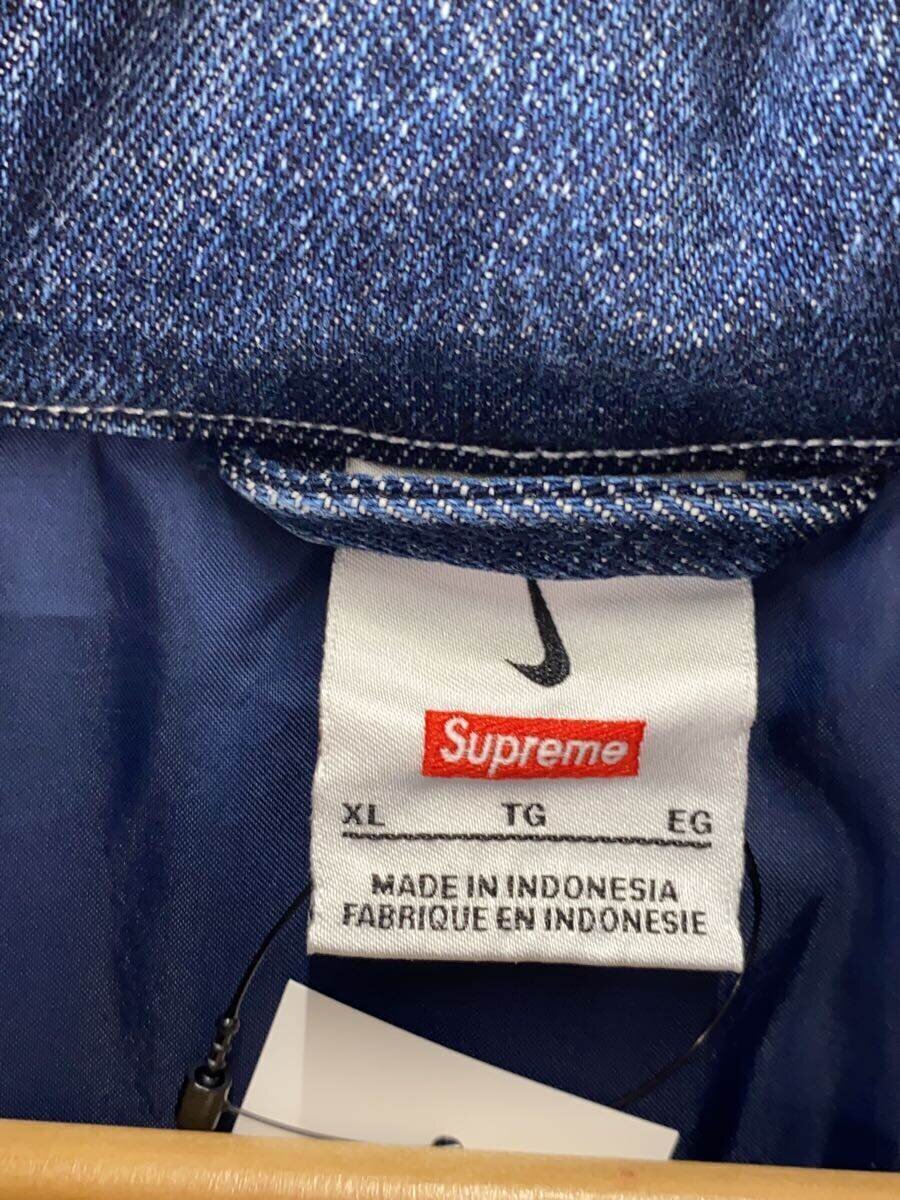 Supreme
XL TG EG
MADE IN INDONESIA
FABRIQUE EN INDONESIE